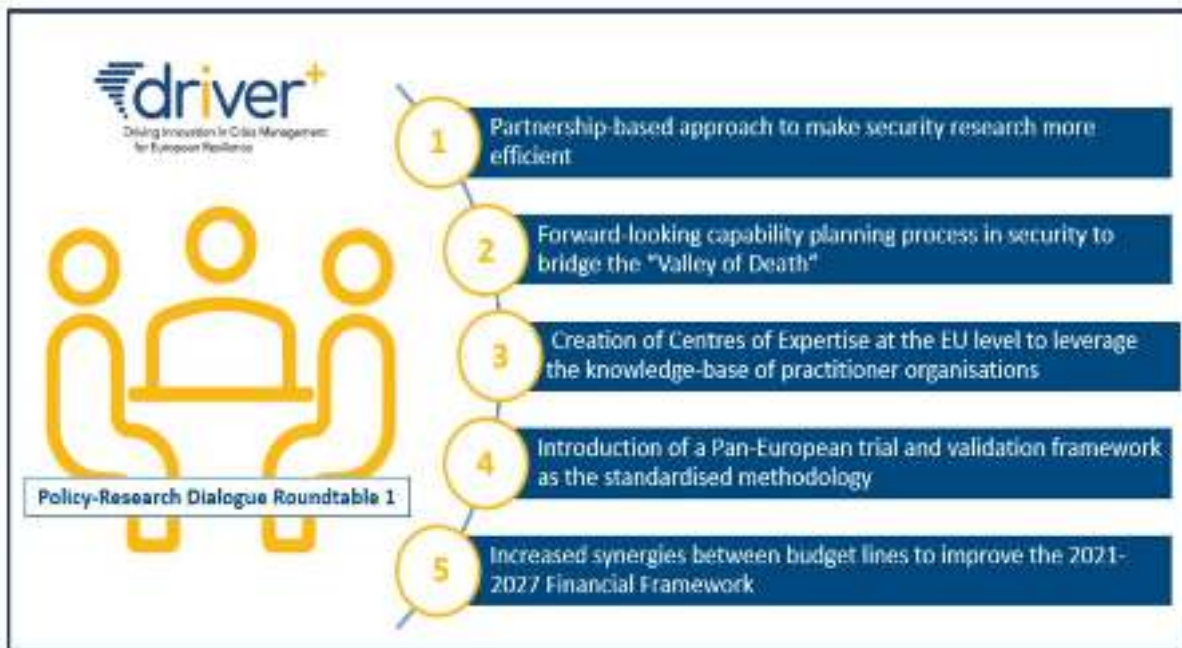 driver+
Driving Innovation in Crisis Management
for European Resilience
1
Partnership-based approach to make security research more
efficient
2
Forward-looking capability planning process in security to
bridge the "Valley of Death"
3
Creation of Centres of Expertise at the EU level to leverage
the knowledge-base of practitioner organisations
4
Introduction of a Pan-European trial and validation framework
as the standardised methodology
5
Increased synergies between budget lines to improve the 2021-
2027 Financial Framework
Policy-Research Dialogue Roundtable 1